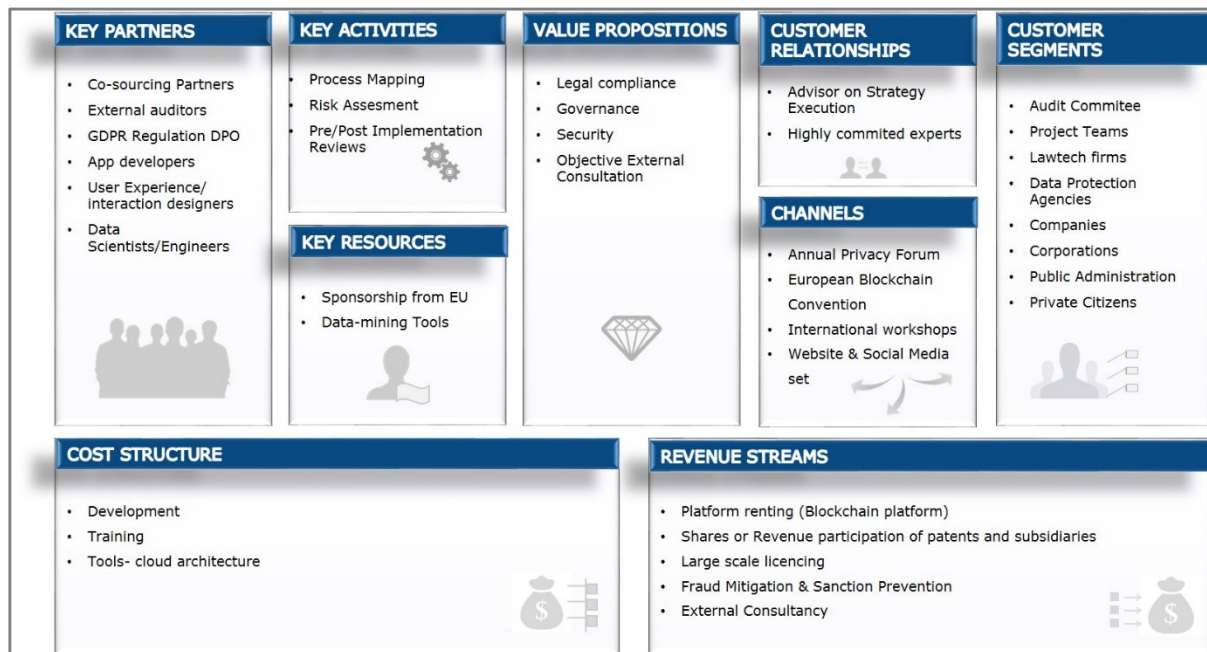 KEY PARTNERS
• Co-sourcing Partners
• External auditors
• GDPR Regulation DPO
• App developers
• User Experience/
interaction designers
• Data
Scientists/Engineers
KEY ACTIVITIES
• Process Mapping
• Risk Assesment
• Pre/Post Implementation
Reviews
KEY RESOURCES
• Sponsorship from EU
• Data-mining Tools
VALUE PROPOSITIONS
• Legal compliance
• Governance
• Security
• Objective External
Consultation
CUSTOMER
RELATIONSHIPS
• Advisor on Strategy
Execution
• Highly commited experts
CHANNELS
• Annual Privacy Forum
• European Blockchain
Convention
• International workshops
• Website & Social Media
set
CUSTOMER
SEGMENTS
• Audit Commitee
• Project Teams
• Lawtech firms
• Data Protection
Agencies
• Companies
• Corporations
• Public Administration
• Private Citizens
COST STRUCTURE
• Development
• Training
• Tools- cloud architecture
$
REVENUE STREAMS
• Platform renting (Blockchain platform)
• Shares or Revenue participation of patents and subsidiaries
• Large scale licencing
• Fraud Mitigation & Sanction Prevention
• External Consultancy
$